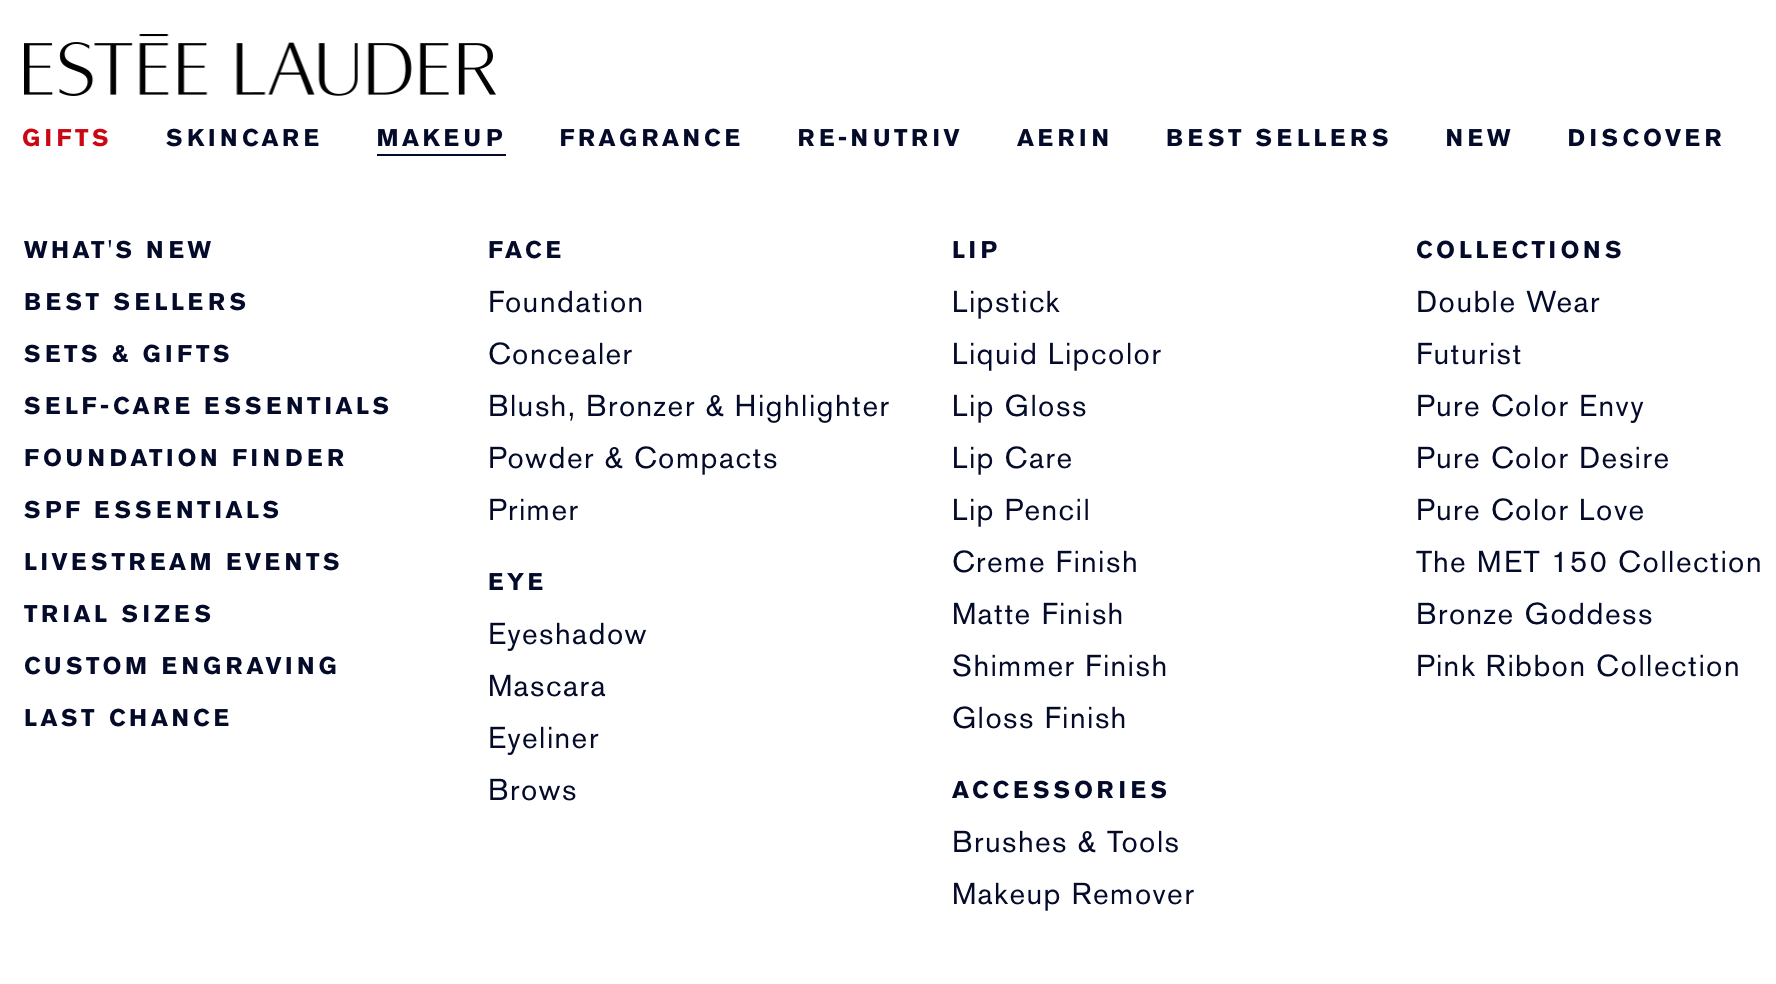 ESTĒE LAUDER
GIFTS SKINCARE MAKEUP FRAGRANCE RE-NUTRIV AERIN BEST SELLERS NEW DISCOVER
WHAT'S NEW
BEST SELLERS
SETS & GIFTS
SELF-CARE ESSENTIALS
FOUNDATION FINDER
SPF ESSENTIALS
LIVESTREAM EVENTS
TRIAL SIZES
CUSTOM ENGRAVING
LAST CHANCE
FACE
Foundation
Concealer
Blush, Bronzer & Highlighter
Powder & Compacts
Primer
EYE
Eyeshadow
Mascara
Eyeliner
Brows
LIP
Lipstick
Liquid Lipcolor
Lip Gloss
Lip Care
Lip Pencil
Creme Finish
Matte Finish
Shimmer Finish
Gloss Finish
ACCESSORIES
Brushes & Tools
Makeup Remover
COLLECTIONS
Double Wear
Futurist
Pure Color Envy
Pure Color Desire
Pure Color Love
The MET 150 Collection
Bronze Goddess
Pink Ribbon Collection